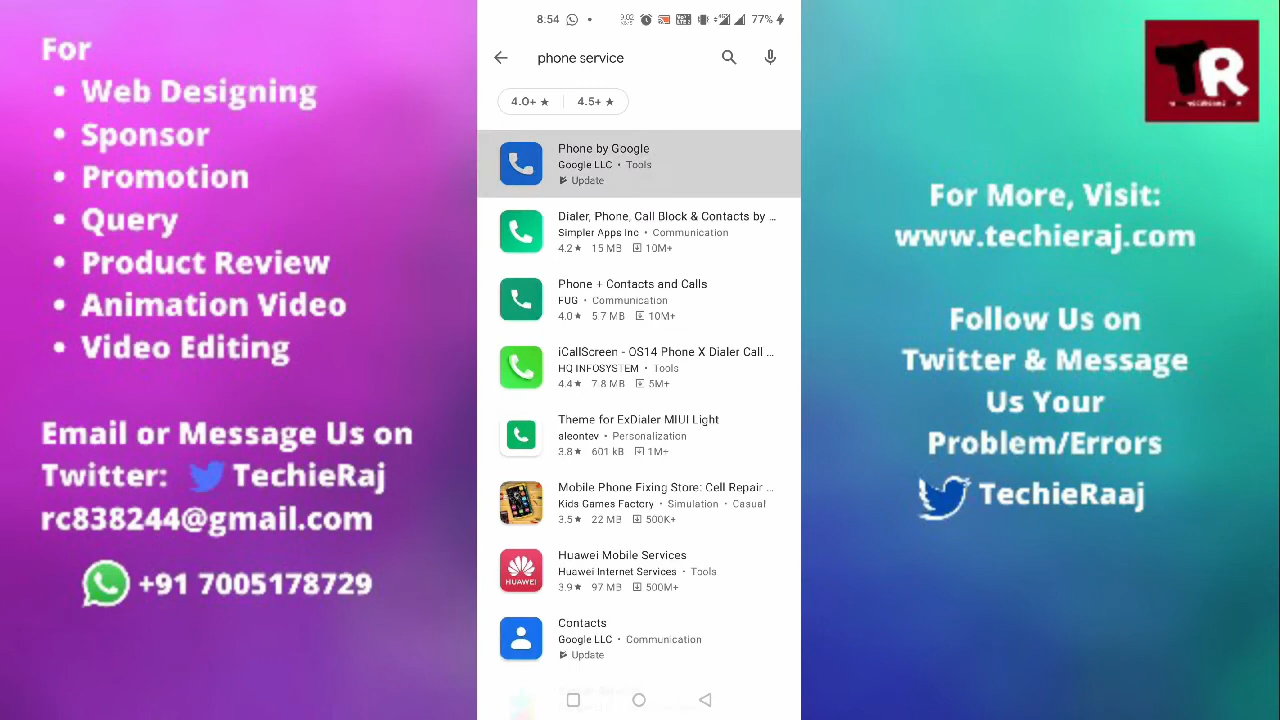 For
• Web Designing
• Sponsor
• Promotion
• Query
• Product Review
• Animation Video
• Video Editing
Email or Message Us on
Twitter: TechieRaj
rc838244@gmail.com
+91 7005178729
8:54 77%
phone service
4.0+ ★ 4.5+ ★
Phone by Google
Google LLC • Tools
Update
Dialer, Phone, Call Block & Contacts by ...
Simpler Apps Inc • Communication
4.2★ 15 MB 10M+
Phone + Contacts and Calls
FUG • Communication
4.0★ 5.7 MB 10M+
iCallScreen - OS14 Phone X Dialer Call ...
HQ INFOSYSTEM • Tools
4.4★ 7.8 MB 5M+
Theme for ExDialer MIUI Light
aleontev • Personalization
3.8★ 601 kB 1M+
Mobile Phone Fixing Store: Cell Repair ...
Kids Games Factory • Simulation • Casual
3.5★ 22 MB 500K+
HUAWEI
Huawei Mobile Services
Huawei Internet Services • Tools
3.9★ 97 MB 500M+
Contacts
Google LLC • Communication
Update
TR
For More, Visit:
www.techieraj.com
Follow Us on
Twitter & Message
Us Your
Problem/Errors
TechieRaaj